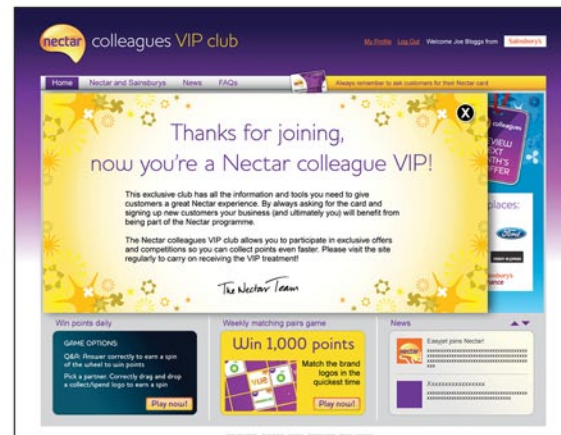 nectar colleagues VIP club
My Profile Log Out Welcome Joe Bloggs from Sainsbury's
Home Nectar and Sainsburys News FAQs
Always remember to ask customers for their Nectar card
X
Thanks for joining,
now you're a Nectar colleague VIP!
This exclusive club has all the information and tools you need to give
customers a great Nectar experience. By always asking for the card and
signing up new customers your business (and ultimately you) will benefit from
being part of the Nectar programme.
The Nectar colleagues VIP club allows you to participate in exclusive offers
and competitions so you can collect points even faster. Please visit the site
regularly to carry on receiving the VIP treatment!
The Nectar Team
colleagues
OFFER
places:
Ford
Win points daily
GAME OPTIONS:
Q&A: Answer correctly to earn a spin
of the wheel to win points
Pick a partner. Correctly drag and drop
a collect/spend logo to earn a spin
Play now!
Weekly matching pairs game
Win 1,000 points
vue
Match the brand
logos in the
quickest time
Play now!
News
nectar
Easyjet joins Nectar!